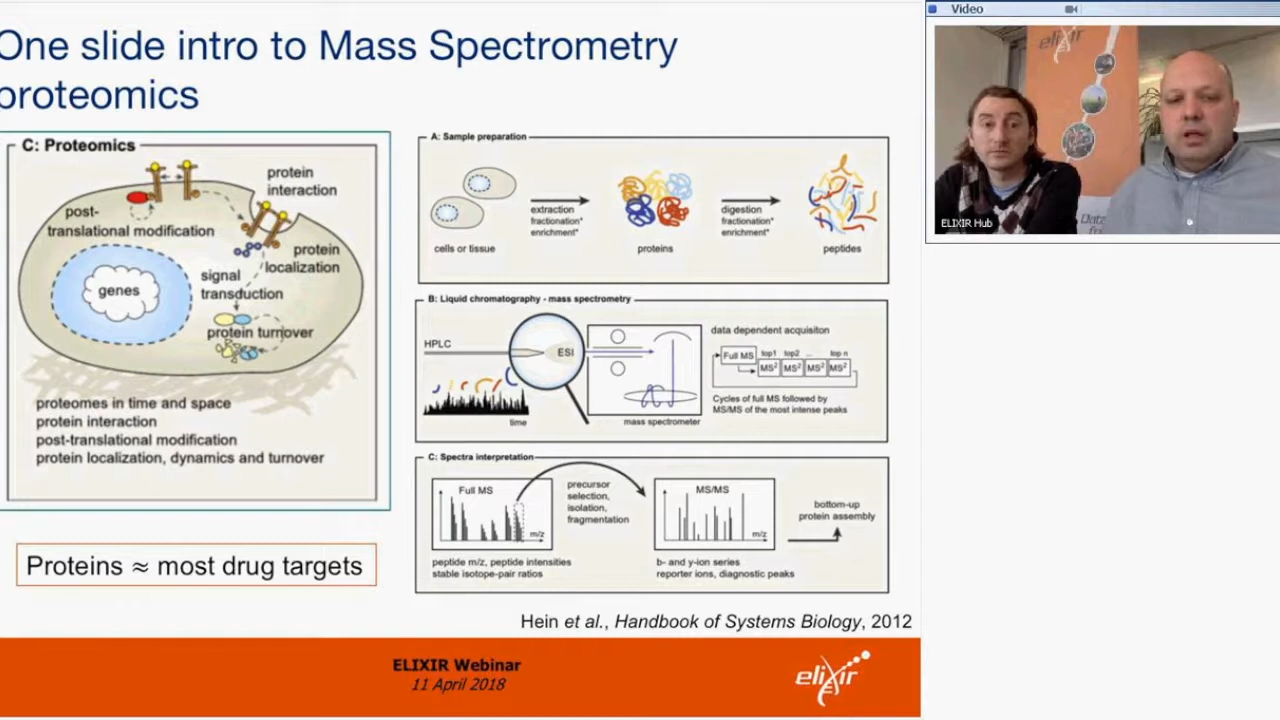 One slide intro to Mass Spectrometry
proteomics
C: Proteomics
protein
interaction
post-
translational modification
protein
localization
signal
transduction
genes
protein turnover
proteomes in time and space
protein interaction
post-translational modification
protein localization, dynamics and turnover
Proteins ≈ most drug targets
A: Sample preparation
extraction
fractionation*
enrichment*
digestion
fractionation*
enrichment*
cells or tissue
proteins
peptides
B: Liquid chromatography - mass spectrometry
HPLC
ESI
time
mass spectrometer
data dependent acquisiton
Full MS
top1 top2 ... top n
MS² MS² MS² MS²
Cycles of full MS followed by
MS/MS of the most intense peaks
C: Spectra interpretation
Full MS
m/z
peptide m/z, peptide intensities
stable isotope-pair ratios
precursor
selection,
isolation,
fragmentation
MS/MS
m/z
b- and y-ion series
reporter ions, diagnostic peaks
bottom-up
protein assembly
Hein et al., Handbook of Systems Biology, 2012
ELIXIR Webinar
11 April 2018
elixir
Video
elixir
Data
ELIXIR Hub